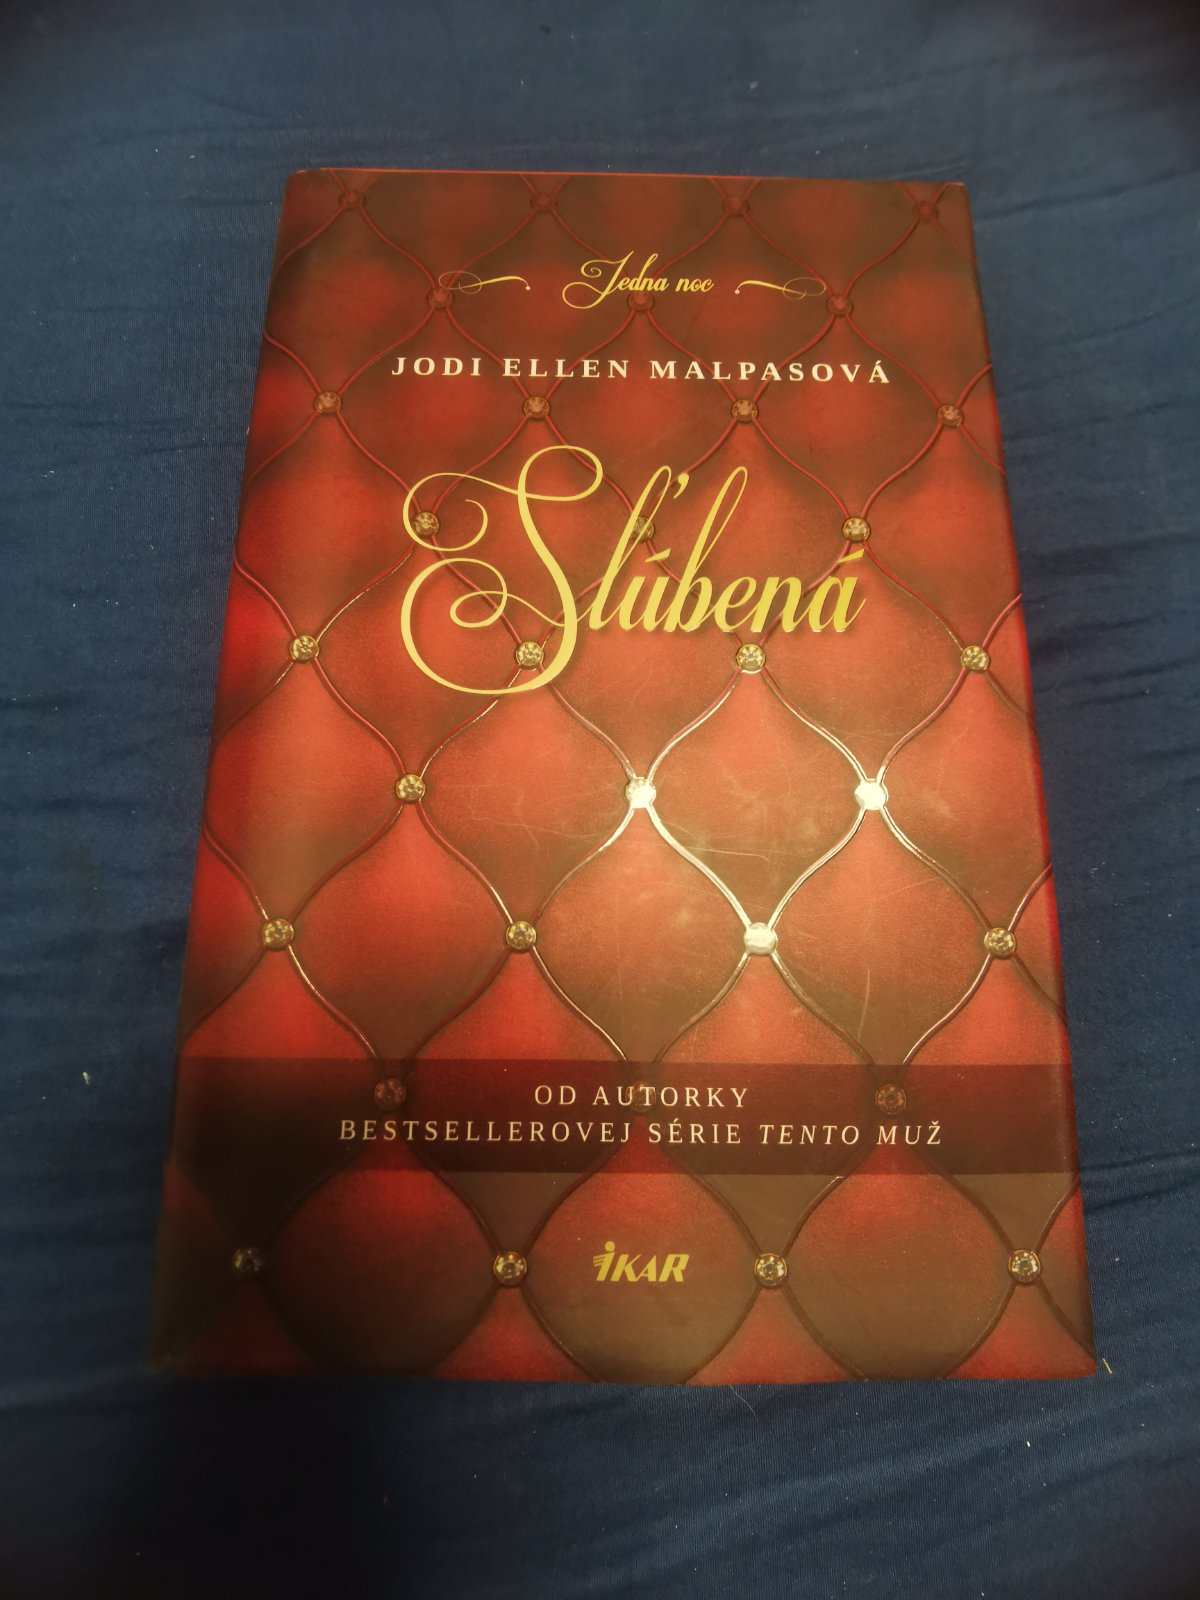 Jedna noc
JODI ELLEN MALPASOVÁ
Sľúbená
OD AUTORKY
BESTSELLEROVEJ SÉRIE TENTO MUŽ
IKAR